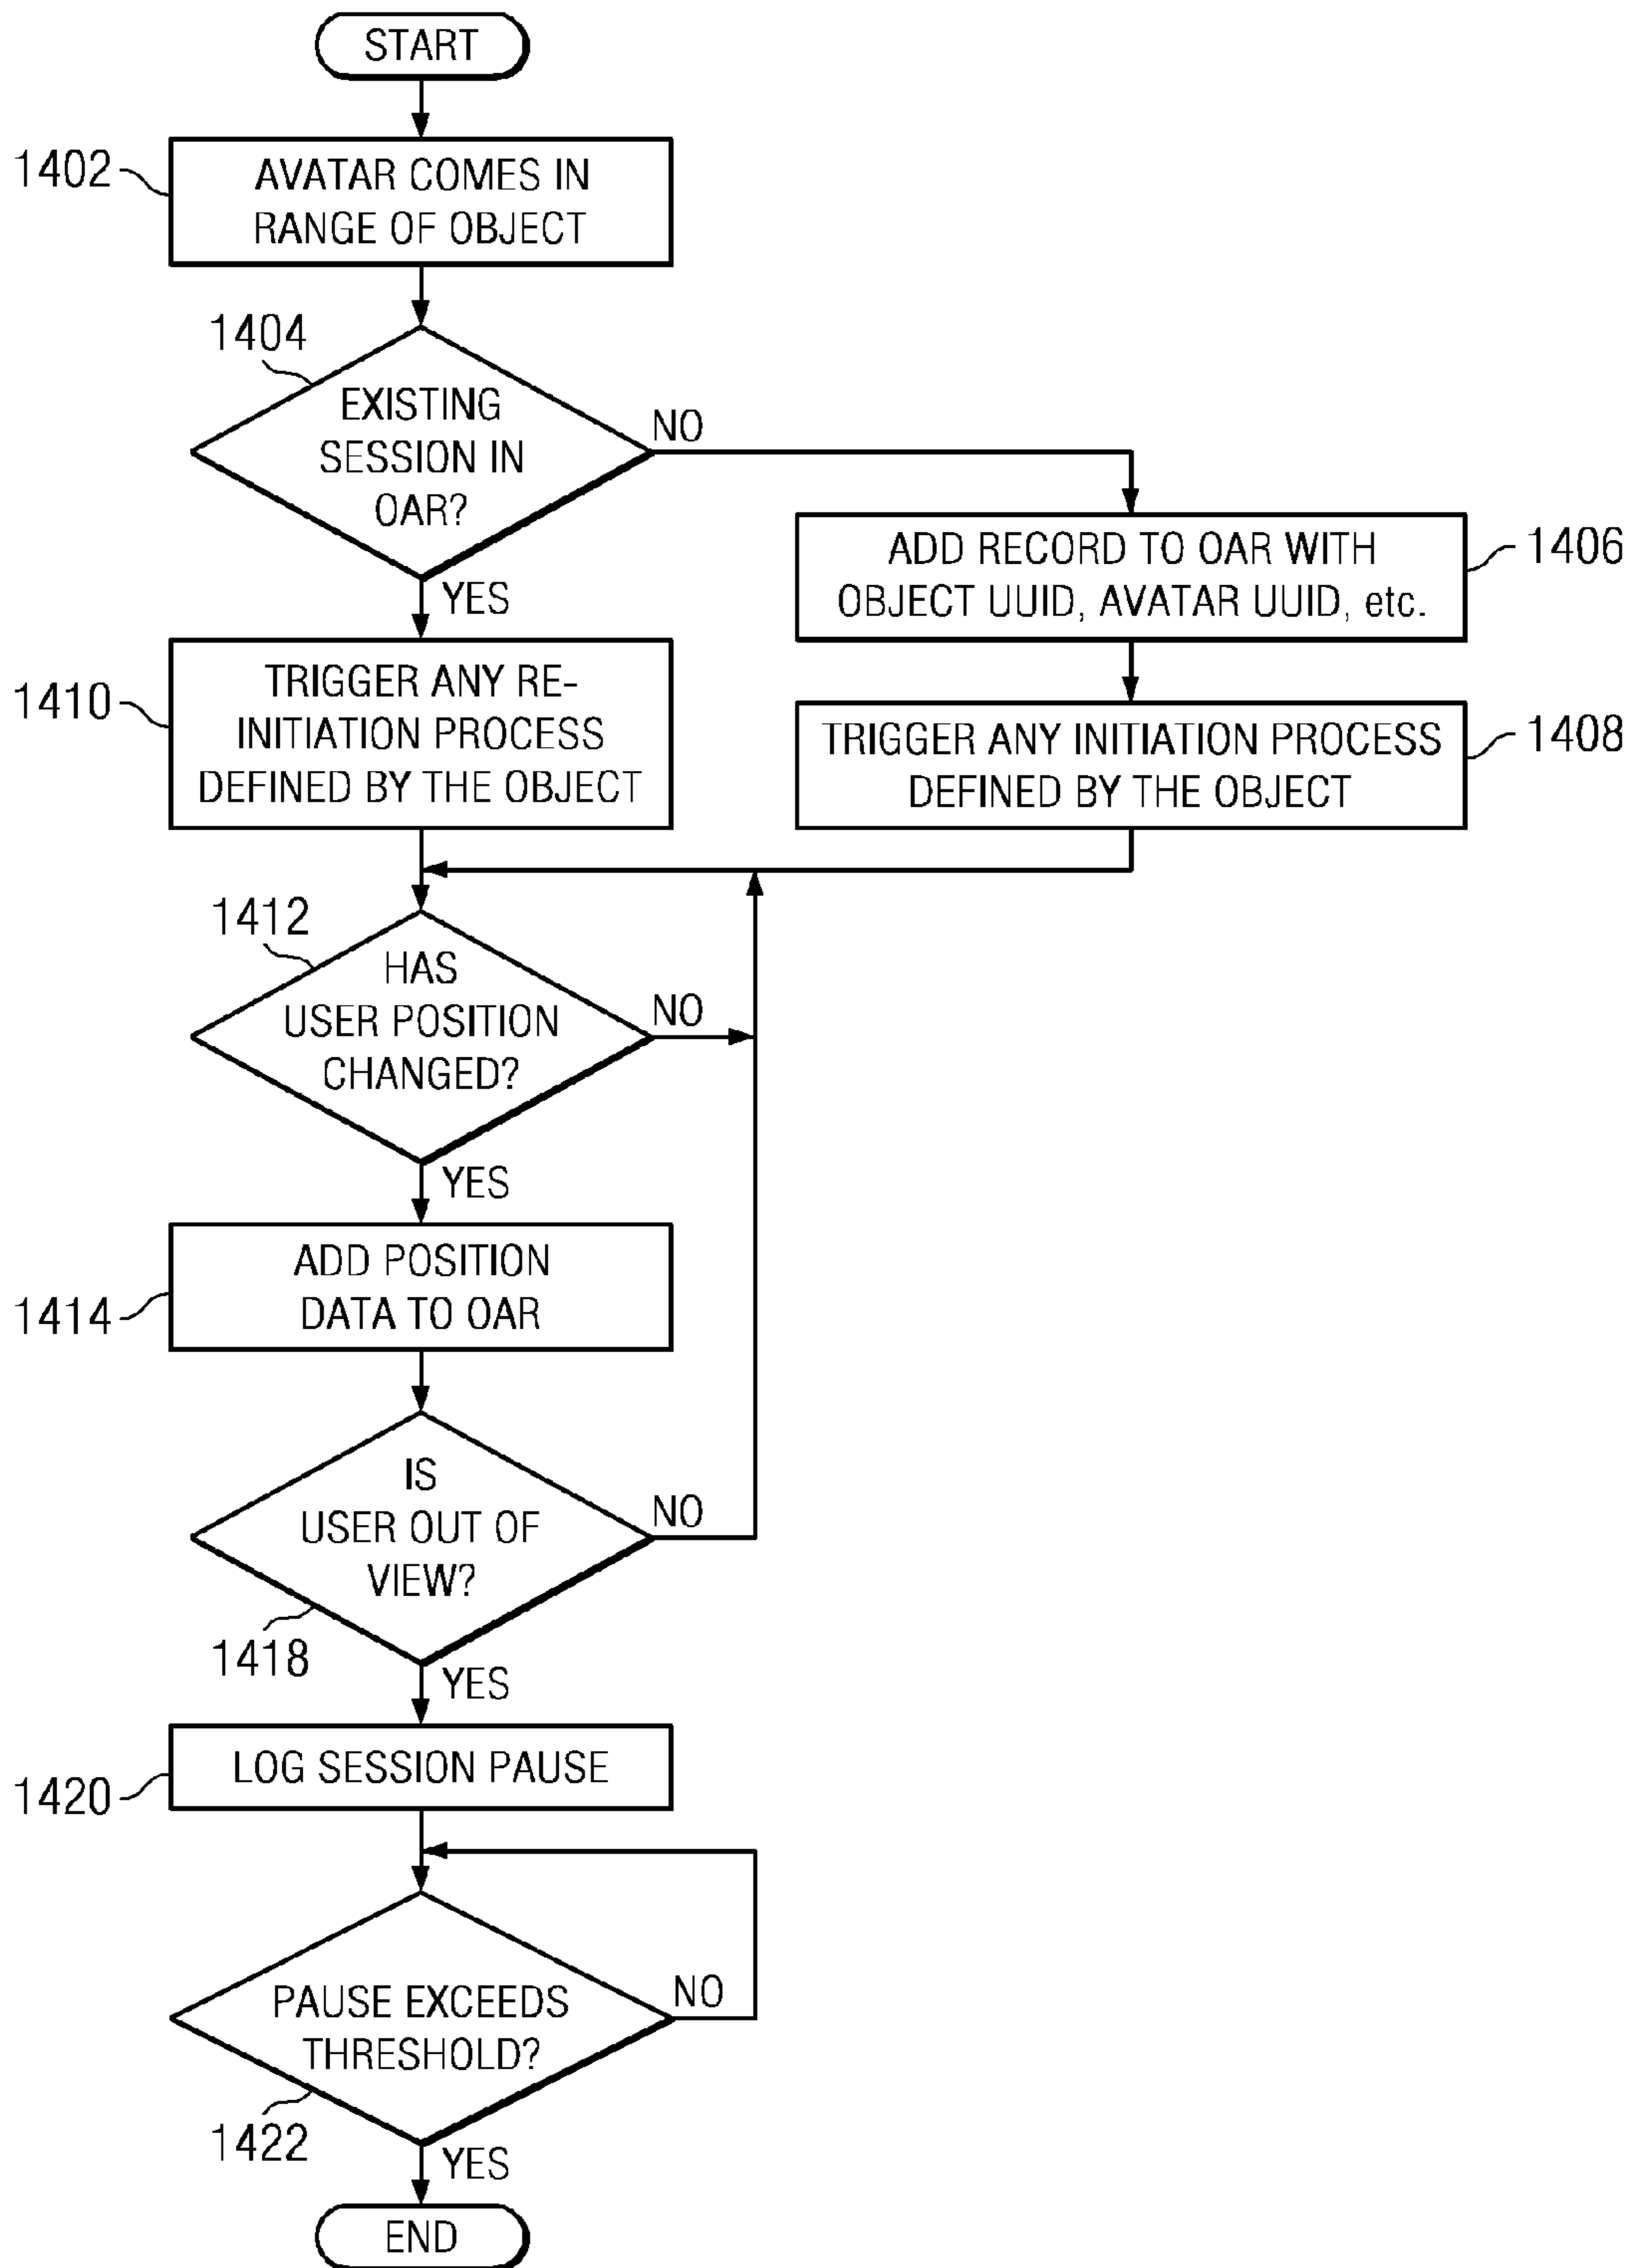 START
1402
AVATAR COMES IN
RANGE OF OBJECT
1404
EXISTING
SESSION IN
OAR?
NO
YES
ADD RECORD TO OAR WITH
OBJECT UUID, AVATAR UUID, etc.
1406
1410
TRIGGER ANY RE-
INITIATION PROCESS
DEFINED BY THE OBJECT
TRIGGER ANY INITIATION PROCESS
DEFINED BY THE OBJECT
1408
1412
HAS
USER POSITION
CHANGED?
NO
YES
1414
ADD POSITION
DATA TO OAR
IS
USER OUT OF
VIEW?
NO
1418
YES
1420
LOG SESSION PAUSE
PAUSE EXCEEDS
THRESHOLD?
NO
1422
YES
END